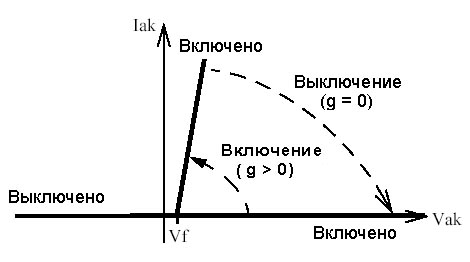 Iak
Включено
Выключение
(g = 0)
Включение
( g > 0)
Выключено
Vak
Vf
Включено